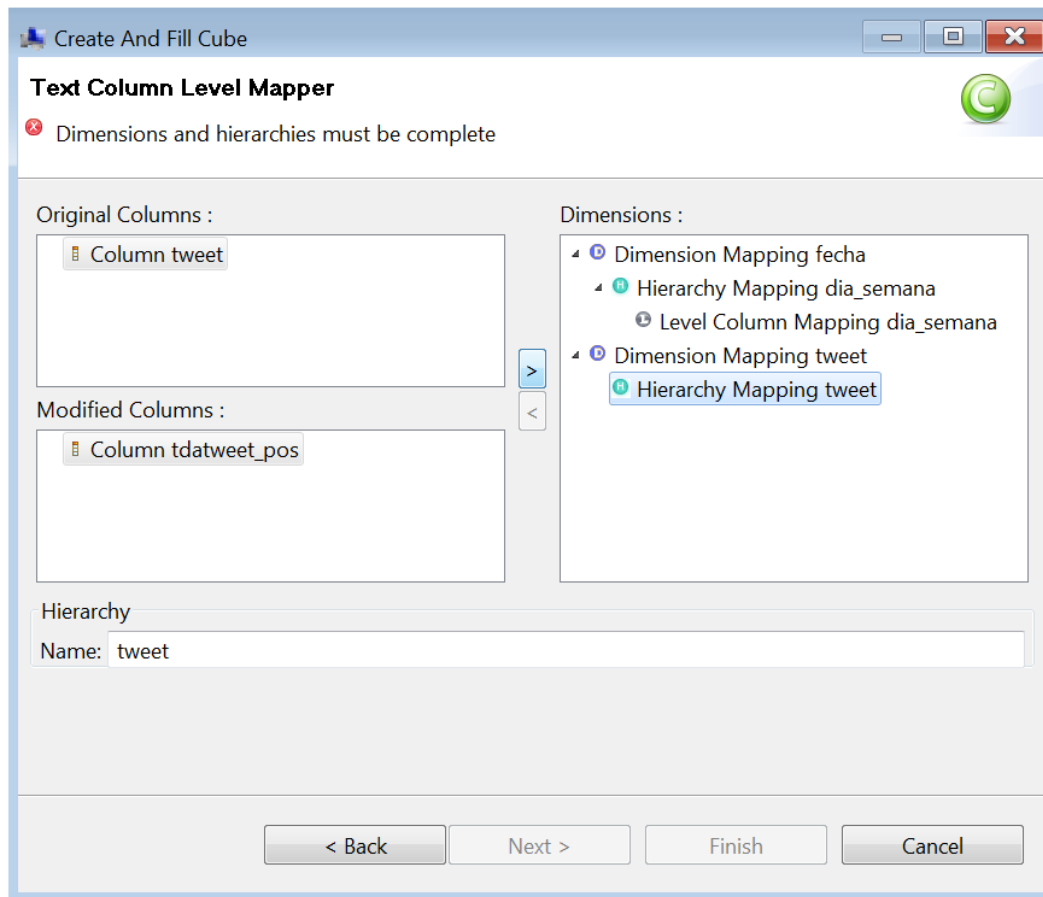 Create And Fill Cube
Text Column Level Mapper
Dimensions and hierarchies must be complete
Original Columns :
Column tweet
Modified Columns :
Column tdatweet_pos
>
<
Dimensions :
D Dimension Mapping fecha
H Hierarchy Mapping dia_semana
L Level Column Mapping dia_semana
D Dimension Mapping tweet
H Hierarchy Mapping tweet
Hierarchy
Name: tweet
< Back
Next >
Finish
Cancel